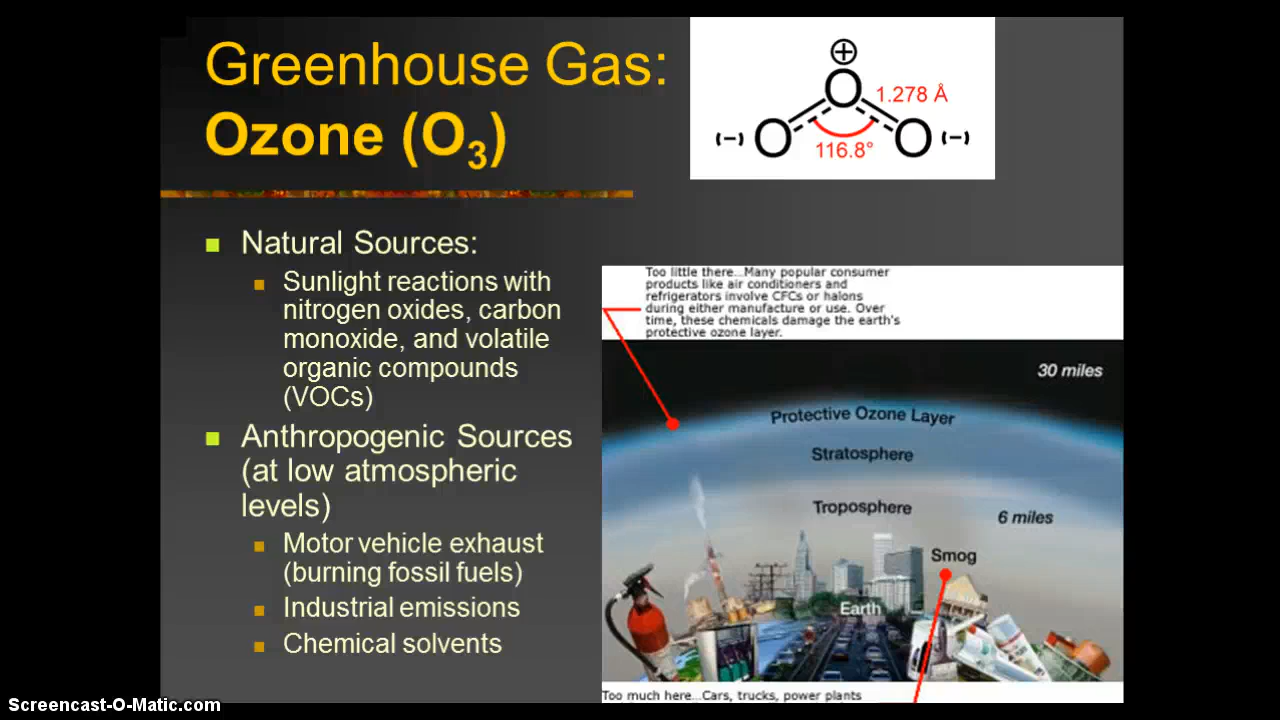 Greenhouse Gas:
Ozone (O₃)
⊕
O
1.278 Å
(−) O O (−)
116.8°
Natural Sources:
Sunlight reactions with
nitrogen oxides, carbon
monoxide, and volatile
organic compounds
(VOCs)
Anthropogenic Sources
(at low atmospheric
levels)
Motor vehicle exhaust
(burning fossil fuels)
Industrial emissions
Chemical solvents
Too little there...Many popular consumer
products like air conditioners and
refrigerators involve CFCs or halons
during either manufacture or use. Over
time, these chemicals damage the earth's
protective ozone layer.
30 miles
Protective Ozone Layer
Stratosphere
Troposphere
6 miles
Smog
Earth
Too much here...Cars, trucks, power plants
Screencast-O-Matic.com